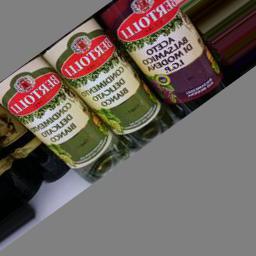 BERTOLLI
CONDIMENTO
DELICATO
BIANCO
BERTOLLI
CONDIMENTO
DELICATO
BIANCO
BERTOLLI
ACETO
BALSAMICO
DI MODENA
I.G.P.